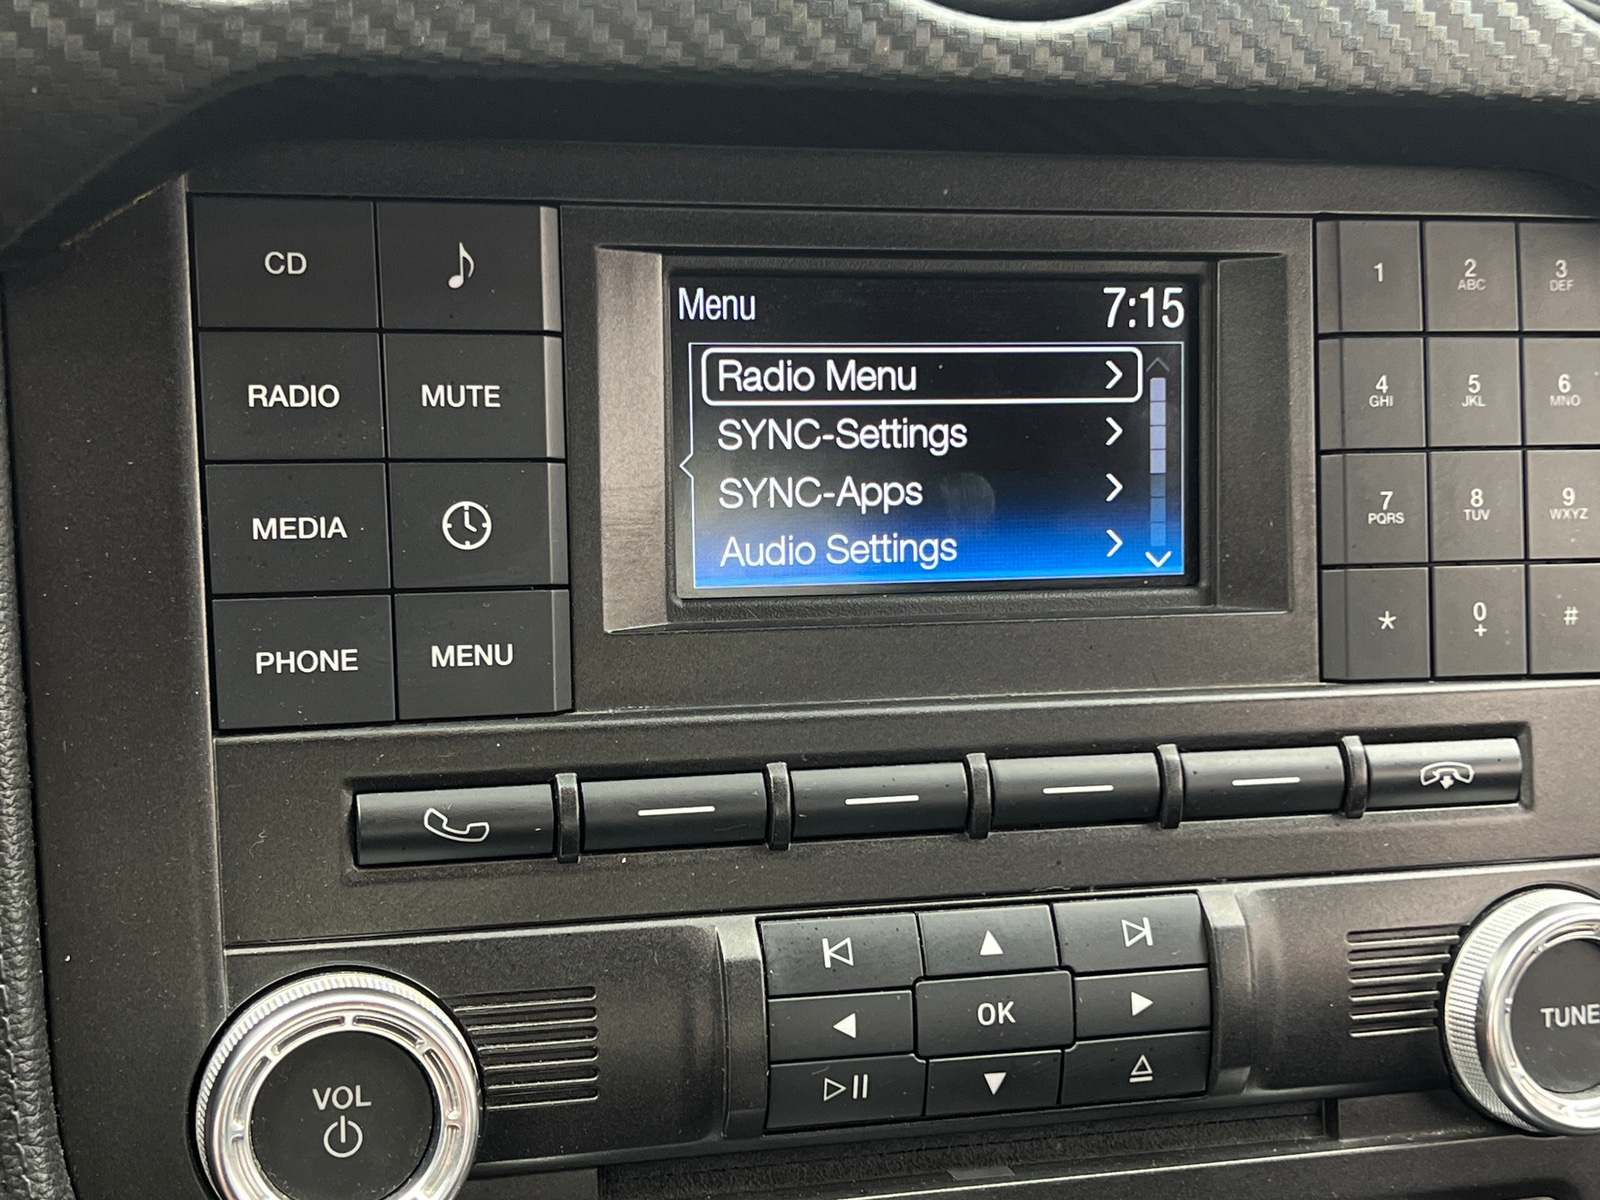 CD
RADIO
MUTE
MEDIA
PHONE
MENU
Menu 7:15
Radio Menu
SYNC-Settings
SYNC-Apps
Audio Settings
1
2
ABC
3
DEF
4
GHI
5
JKL
6
MNO
7
PQRS
8
TUV
9
WXYZ
*
0
+
#
OK
VOL
TUNE